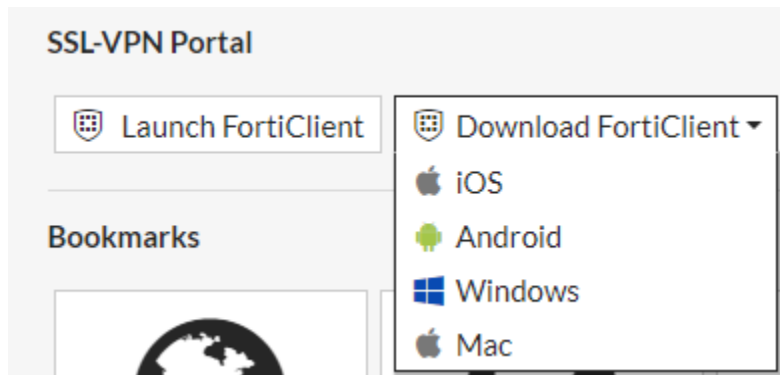 SSL-VPN Portal
Launch FortiClient
Download FortiClient
iOS
Android
Windows
Mac
Bookmarks